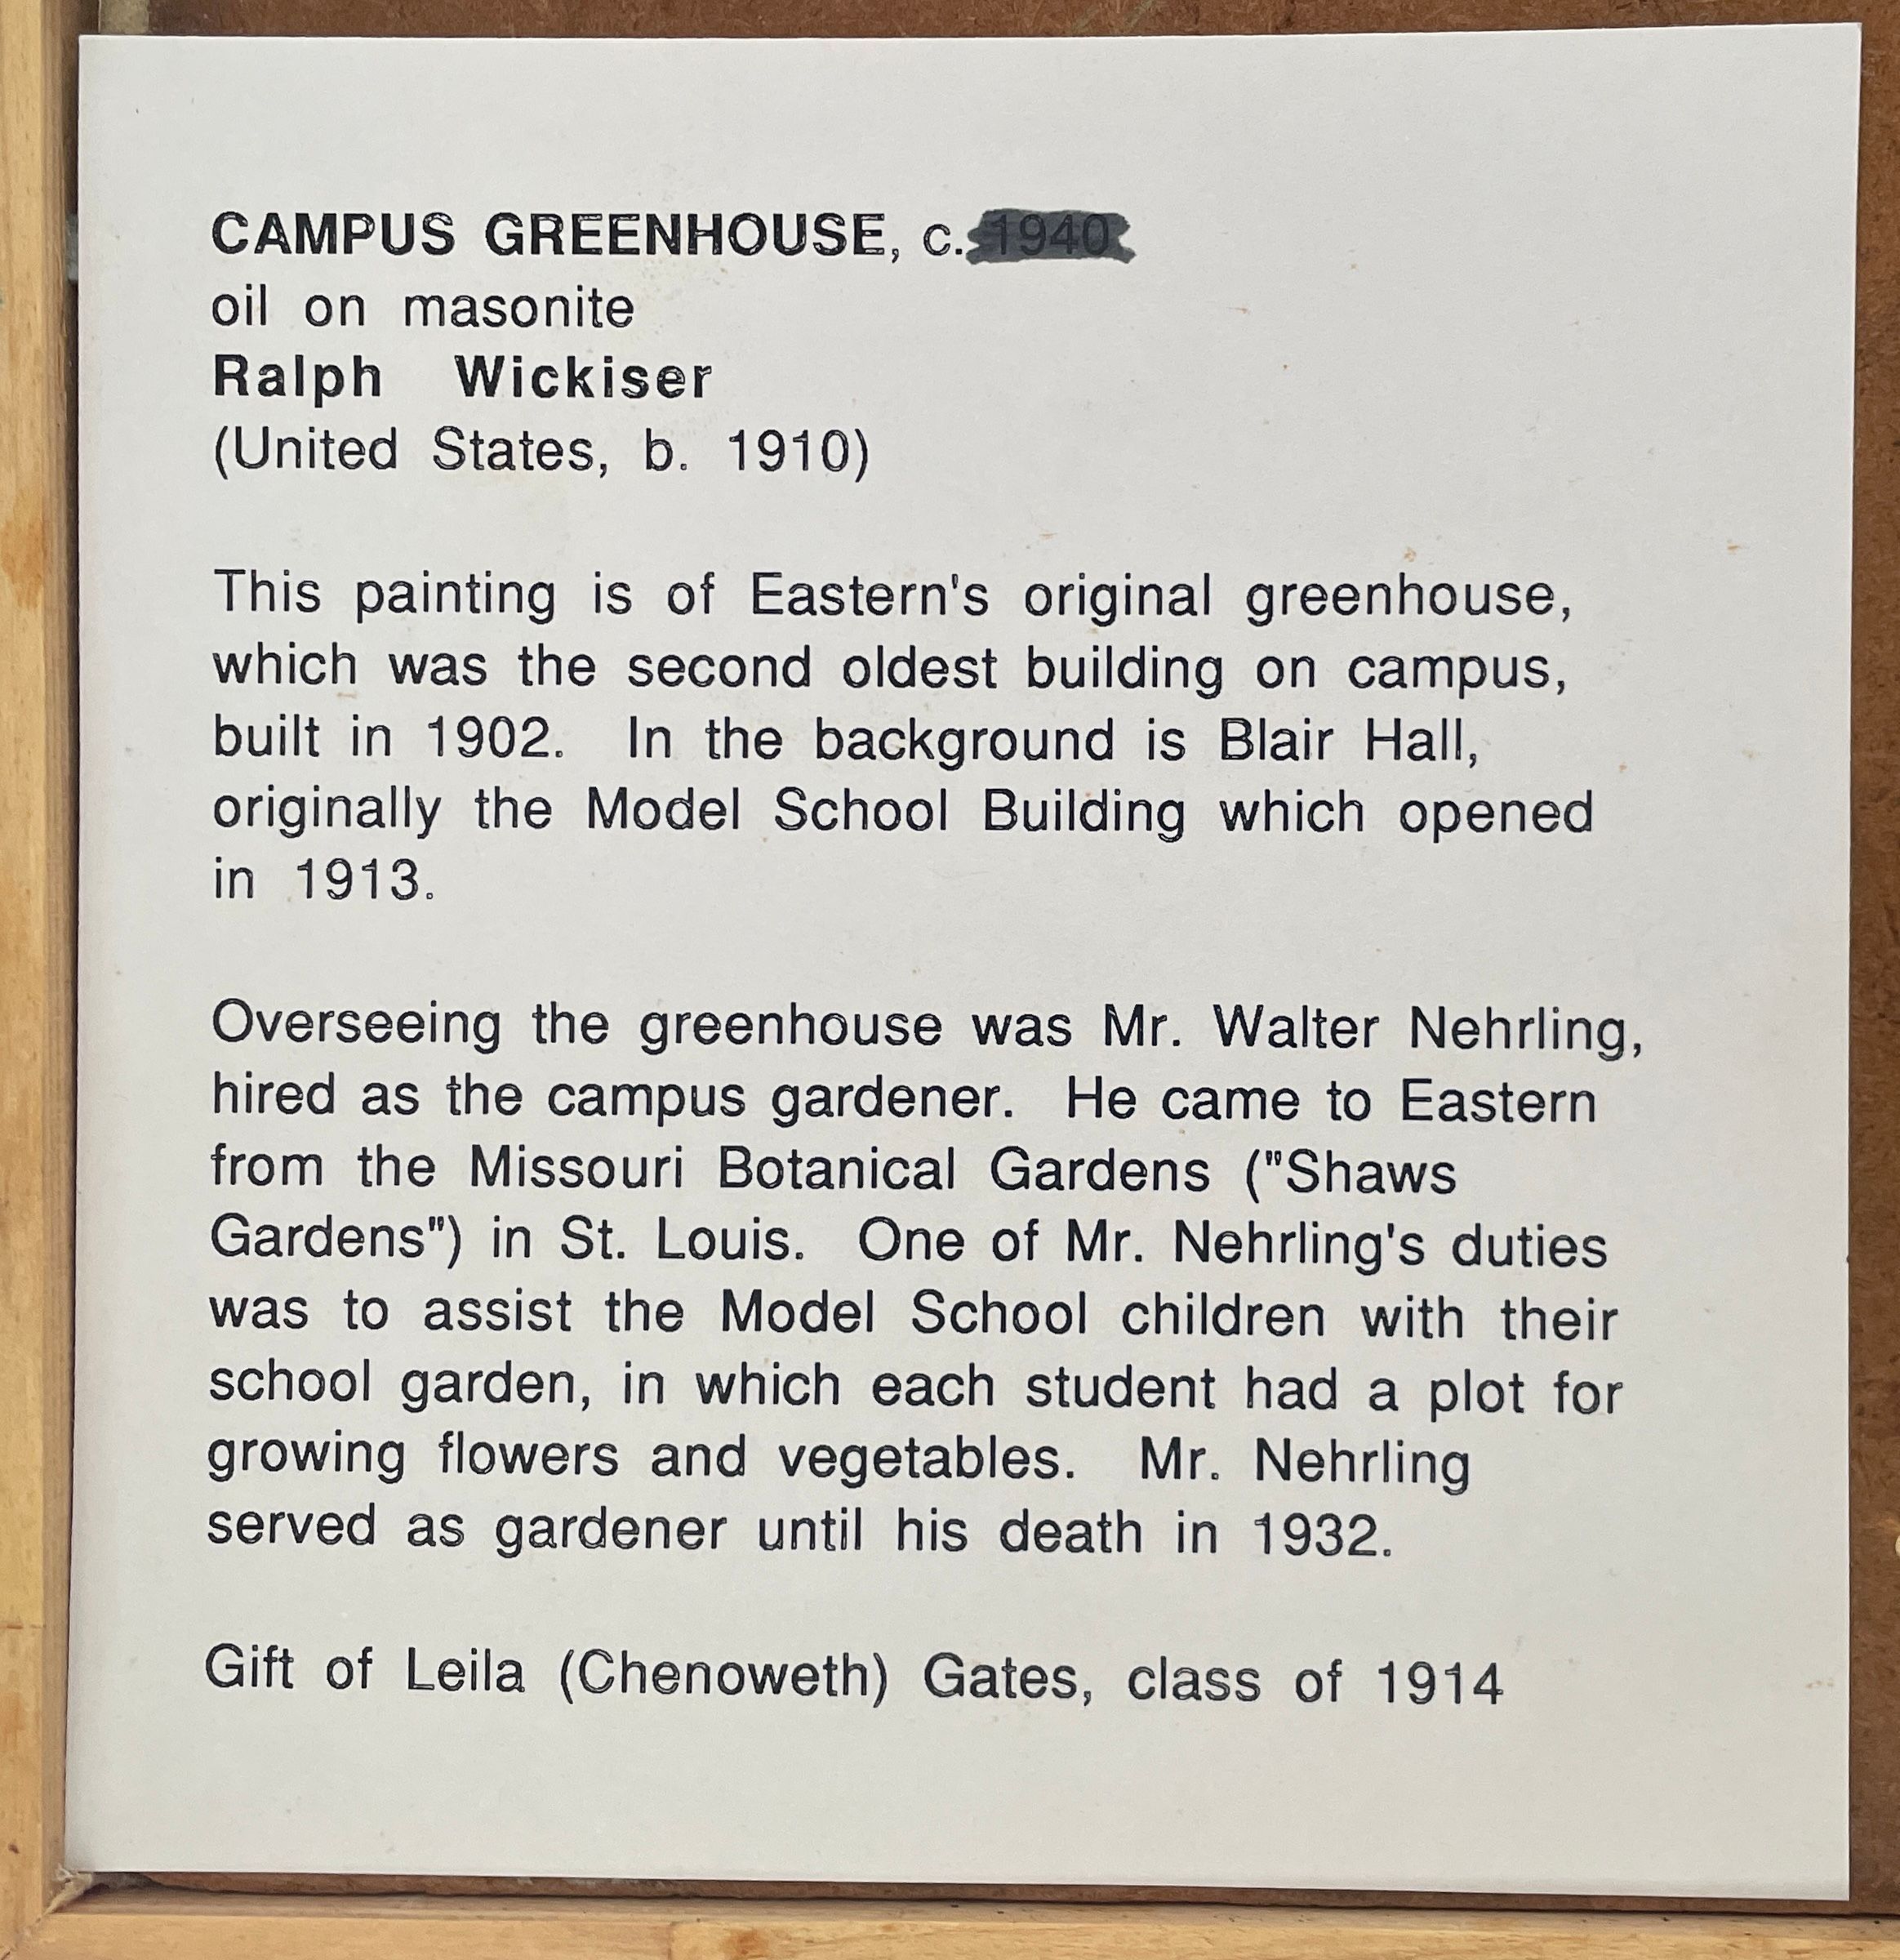 CAMPUS GREENHOUSE, c. 1940
oil on masonite
Ralph Wickiser
(United States, b. 1910)
This painting is of Eastern's original greenhouse,
which was the second oldest building on campus,
built in 1902. In the background is Blair Hall,
originally the Model School Building which opened
in 1913.
Overseeing the greenhouse was Mr. Walter Nehrling,
hired as the campus gardener. He came to Eastern
from the Missouri Botanical Gardens ("Shaws
Gardens") in St. Louis. One of Mr. Nehrling's duties
was to assist the Model School children with their
school garden, in which each student had a plot for
growing flowers and vegetables. Mr. Nehrling
served as gardener until his death in 1932.
Gift of Leila (Chenoweth) Gates, class of 1914